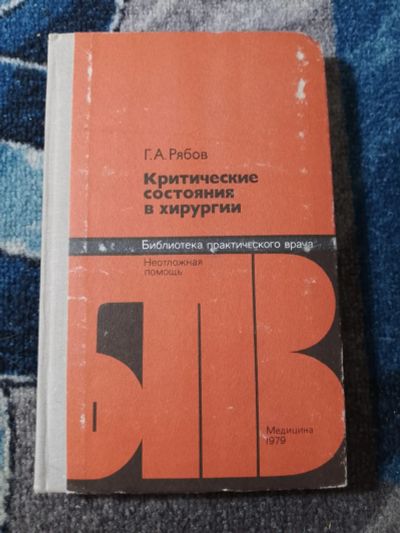 Г. А. Рябов
Критические
состояния
в хирургии
Библиотека практического врача
Неотложная
помощь
БПВ
Медицина
1979